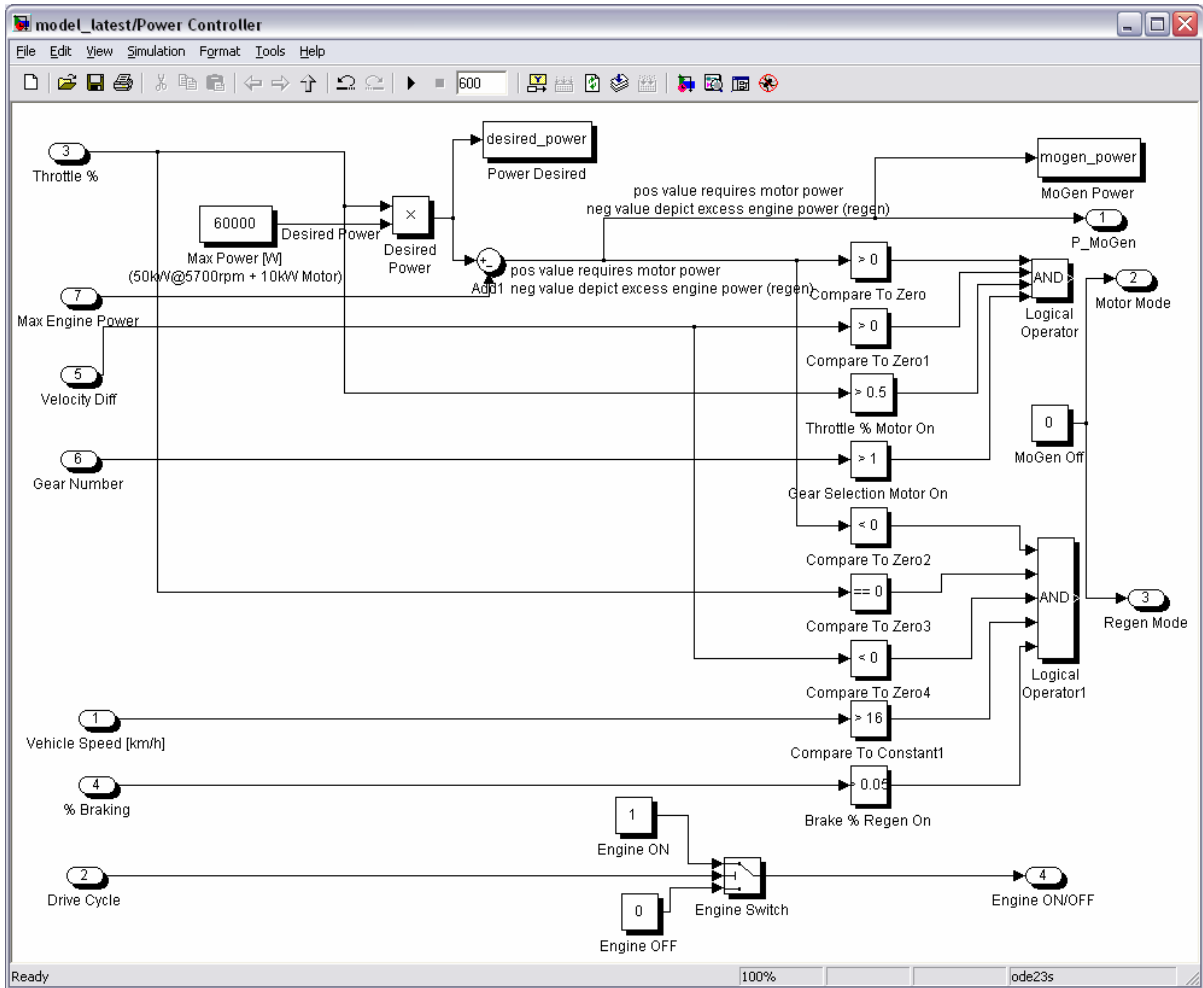 model_latest/Power Controller
File Edit View Simulation Format Tools Help
600
3
Throttle %
desired_power
Power Desired
mogen_power
MoGen Power
pos value requires motor power
neg value depict excess engine power (regen)
1
P_MoGen
60000
Desired Power
×
Desired
Power
Max Power [W]
(50kW@5700rpm + 10kW Motor)
+
−
Add1
pos value requires motor power
neg value depict excess engine power (regen)
> 0
Compare To Zero
AND
Logical
Operator
2
Motor Mode
7
Max Engine Power
> 0
Compare To Zero1
5
Velocity Diff
> 0.5
Throttle % Motor On
0
MoGen Off
6
Gear Number
> 1
Gear Selection Motor On
< 0
Compare To Zero2
== 0
Compare To Zero3
AND
3
Regen Mode
< 0
Compare To Zero4
Logical
Operator1
1
Vehicle Speed [km/h]
> 16
Compare To Constant1
4
% Braking
> 0.05
Brake % Regen On
1
Engine ON
2
Drive Cycle
Engine Switch
4
Engine ON/OFF
0
Engine OFF
Ready
100%
ode23s